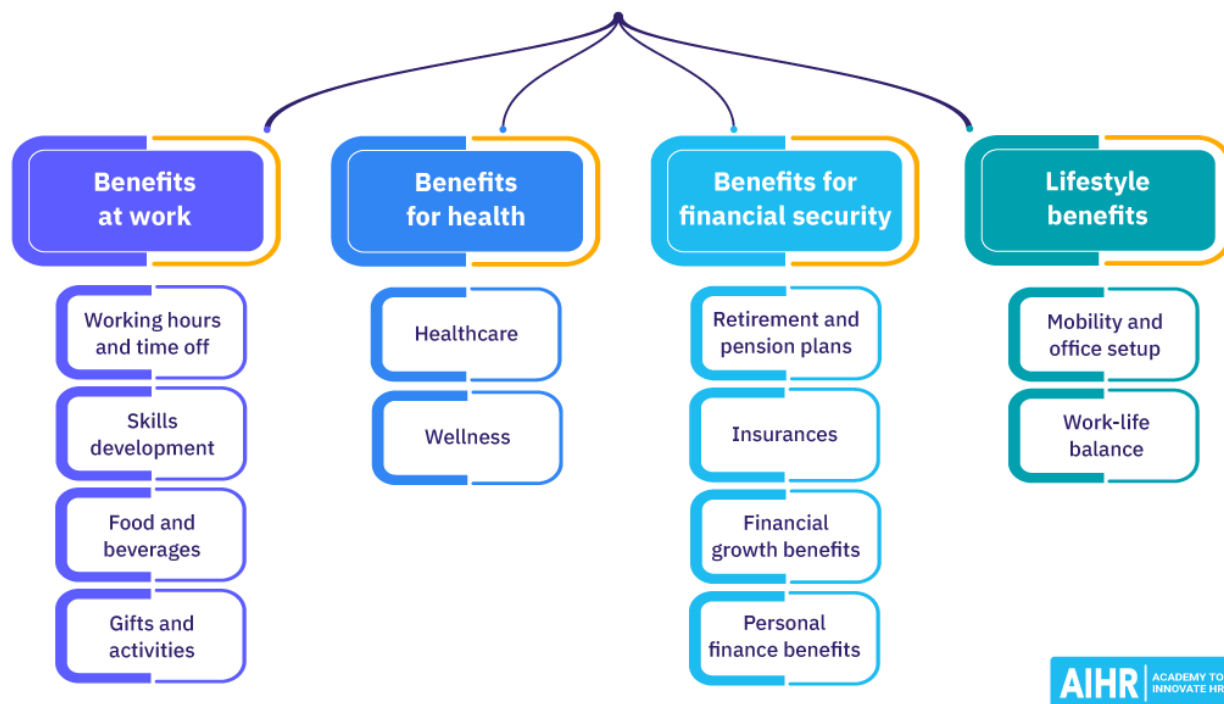 Benefits
at work
Working hours
and time off
Skills
development
Food and
beverages
Gifts and
activities
Benefits
for health
Healthcare
Wellness
Benefits for
financial security
Retirement and
pension plans
Insurances
Financial
growth benefits
Personal
finance benefits
Lifestyle
benefits
Mobility and
office setup
Work-life
balance
AIHR
ACADEMY TO
INNOVATE HR